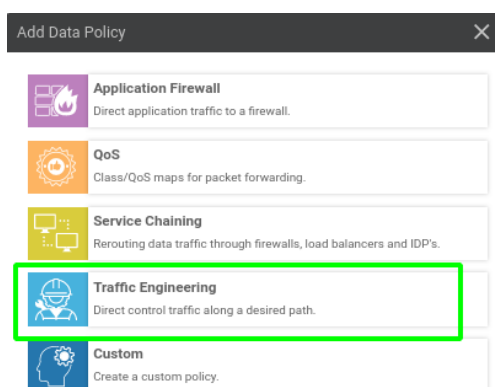 Add Data Policy
Application Firewall
Direct application traffic to a firewall.
QoS
Class/QoS maps for packet forwarding.
Service Chaining
Rerouting data traffic through firewalls, load balancers and IDP's.
Traffic Engineering
Direct control traffic along a desired path.
Custom
Create a custom policy.